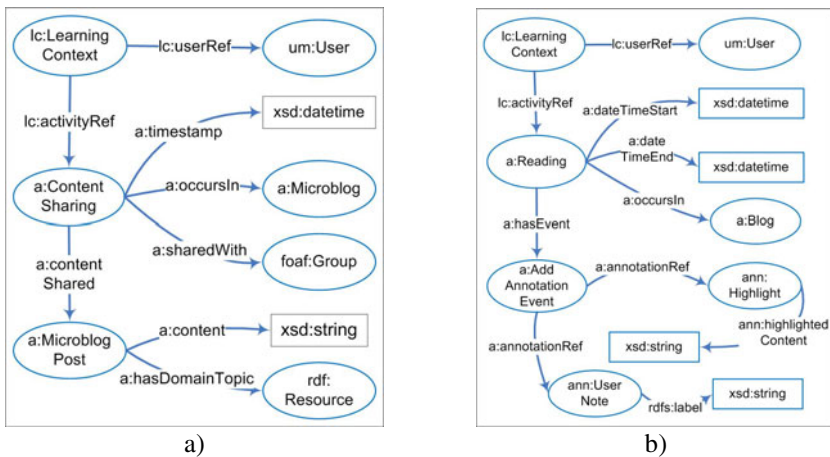 lc:Learning
Context
lc:userRef
um:User
lc:activityRef
a:timestamp
xsd:datetime
a:Content
Sharing
a:occursIn
a:Microblog
a:sharedWith
foaf:Group
a:content
Shared
a:Microblog
Post
a:content
xsd:string
a:hasDomainTopic
rdf:
Resource
a)
lc:Learning
Context
lc:userRef
um:User
lc:activityRef
a:dateTimeStart
xsd:datetime
a:Reading
a:date
TimeEnd
xsd:datetime
a:occursIn
a:Blog
a:hasEvent
a:Add
Annotation
Event
a:annotationRef
ann:
Highlight
ann:highlighted
Content
xsd:string
a:annotationRef
ann:User
Note
rdfs:label
xsd:string
b)